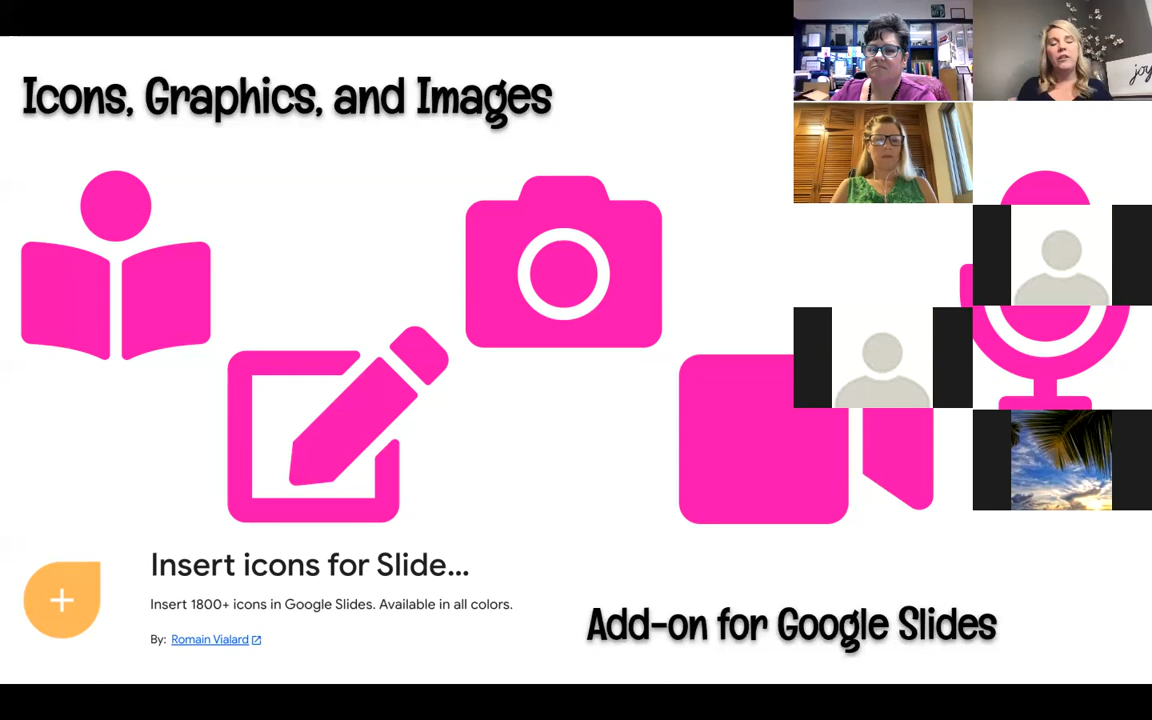 Icons, Graphics, and Images
joy
Insert icons for Slide...
Insert 1800+ icons in Google Slides. Available in all colors.
By: Romain Vialard
Add-on for Google Slides